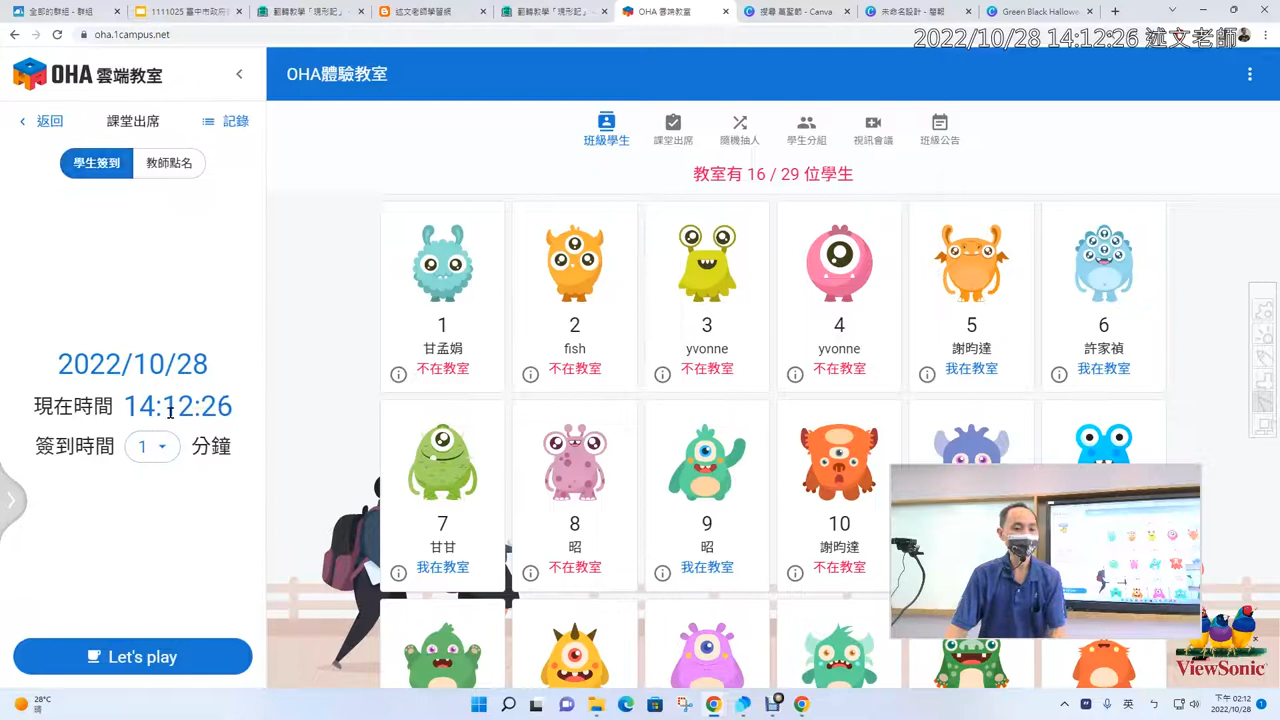 全部的群組 - 群組
1111025 臺中市政府
翻轉教學「現形記」-
述文老師學習網
翻轉教學「現形記」-
OHA 雲端教室
搜尋 萬聖節 - Canva
未命名設計 - 簡報
Green Black Hallowe
oha.1campus.net
2022/10/28 14:12:26 述文老師
OHA 雲端教室
OHA體驗教室
返回
課堂出席
記錄
學生簽到
教師點名
班級學生
課堂出席
隨機抽人
學生分組
視訊會議
班級公告
教室有 16 / 29 位學生
2022/10/28
現在時間 14:12:26
簽到時間 1 分鐘
Let's play
1
甘孟娟
不在教室
2
fish
不在教室
3
yvonne
不在教室
4
yvonne
不在教室
5
謝昀達
我在教室
6
許家禎
我在教室
7
甘甘
我在教室
8
昭
不在教室
9
昭
我在教室
10
謝昀達
不在教室
ViewSonic
28°C
晴
英
下午 02:12
2022/10/28